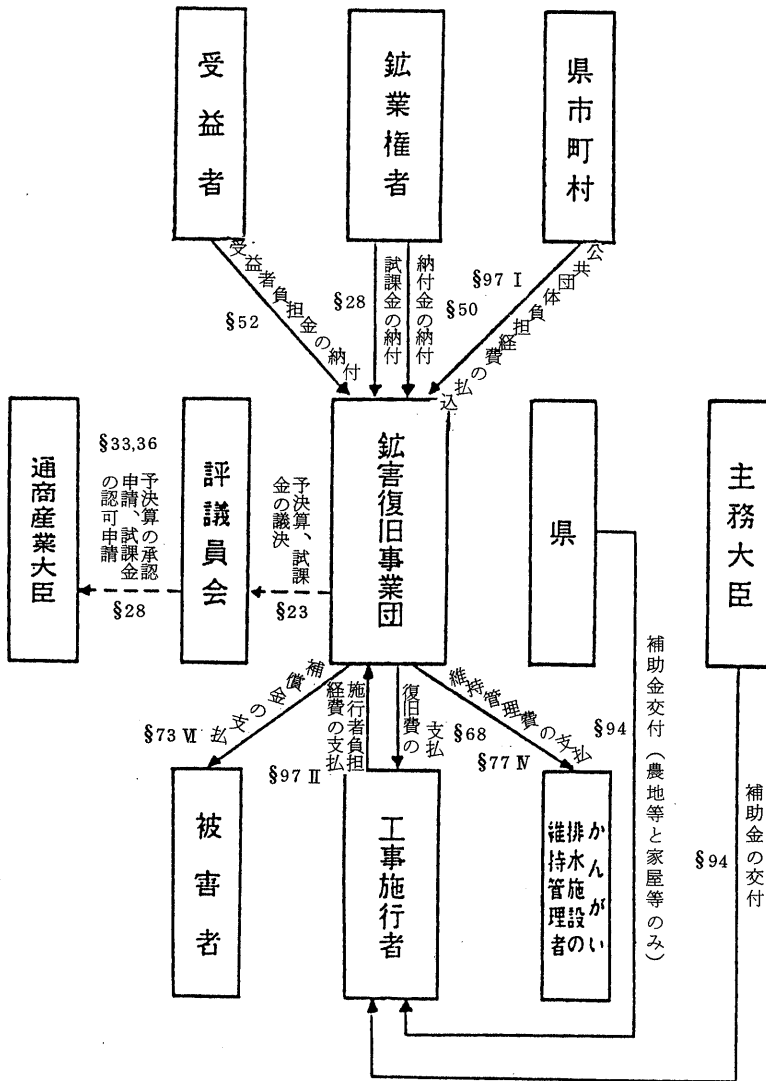 受益者
鉱業権者
県市町村
受益者負担金の納付
§52
§28
試課金の納付
納付金の納付
§97 Ⅰ
§50
公共団体負担経費の払込
通商産業大臣
§33,36
予決算の承認
申請、試課金
の認可申請
§28
評議員会
予決算、試課
金の議決
§23
鉱害復旧事業団
県
主務大臣
補償金の支払
§73 Ⅵ
施行者負担
経費の支払
§97 Ⅱ
復旧費の
支払
維持管理費の支払
§68
§77 Ⅳ
§94
補助金交付（農地等と家屋等のみ）
§94
補助金の交付
被害者
工事施行者
かんがい
排水施設の
維持管理者